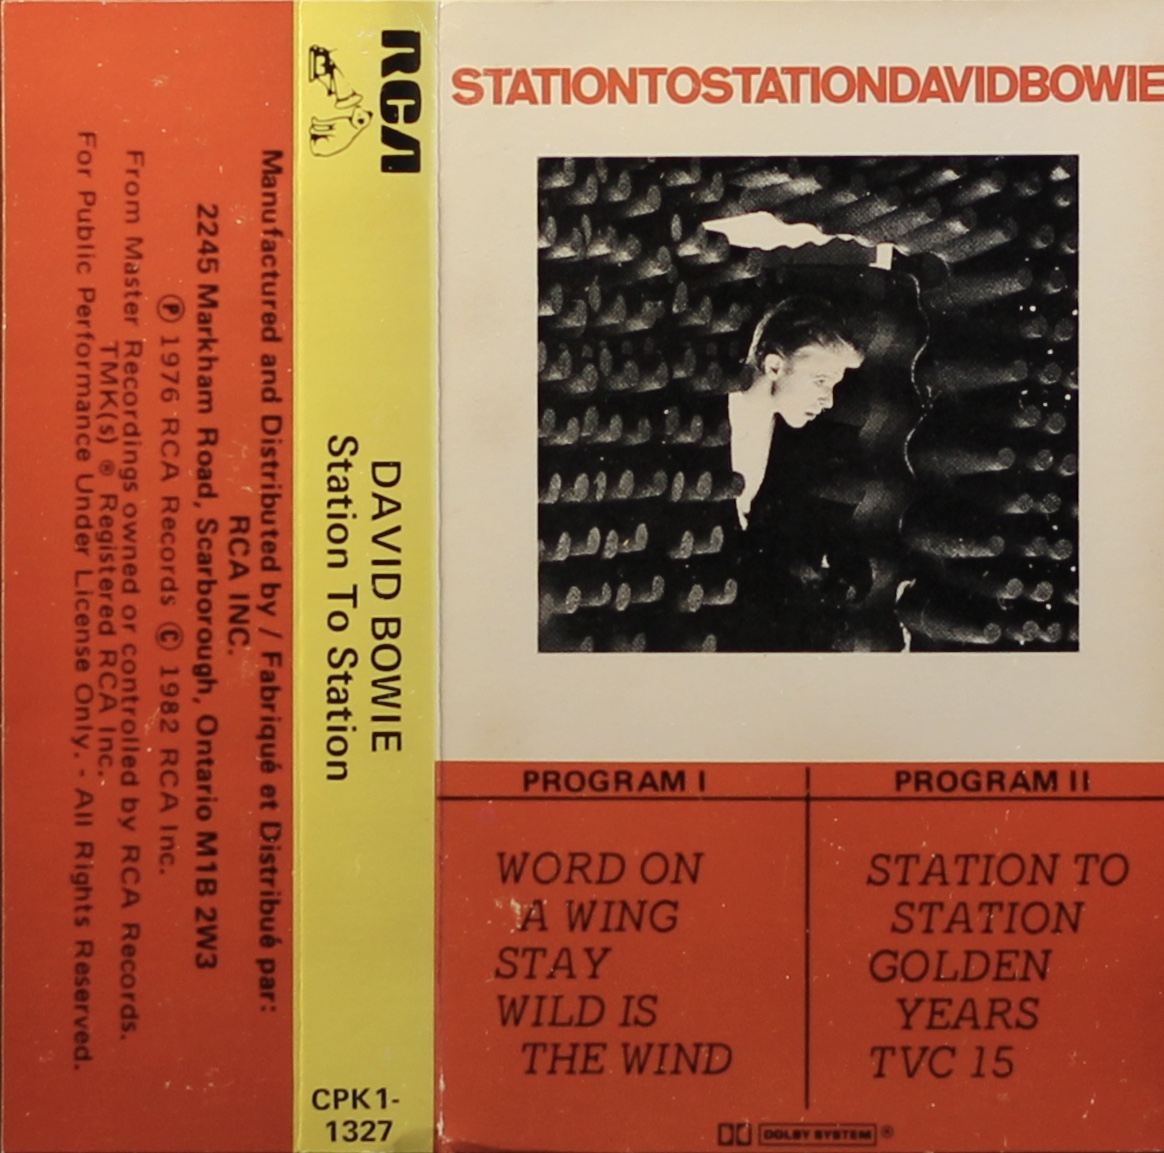 Manufactured and Distributed by / Fabriqué et Distribué par:
RCA INC.
2245 Markham Road, Scarborough, Ontario M1B 2W3
Ⓟ 1976 RCA Records © 1982 RCA Inc.
From Master Recordings owned or controlled by RCA Records.
TMK(s) ® Registered RCA Inc.
For Public Performance Under License Only. - All Rights Reserved.
RCA
DAVID BOWIE
Station To Station
CPK1-
1327
STATIONTOSTATIONDAVIDBOWIE
PROGRAM I
WORD ON
A WING
STAY
WILD IS
THE WIND
PROGRAM II
STATION TO
STATION
GOLDEN
YEARS
TVC 15
DOLBY SYSTEM ®